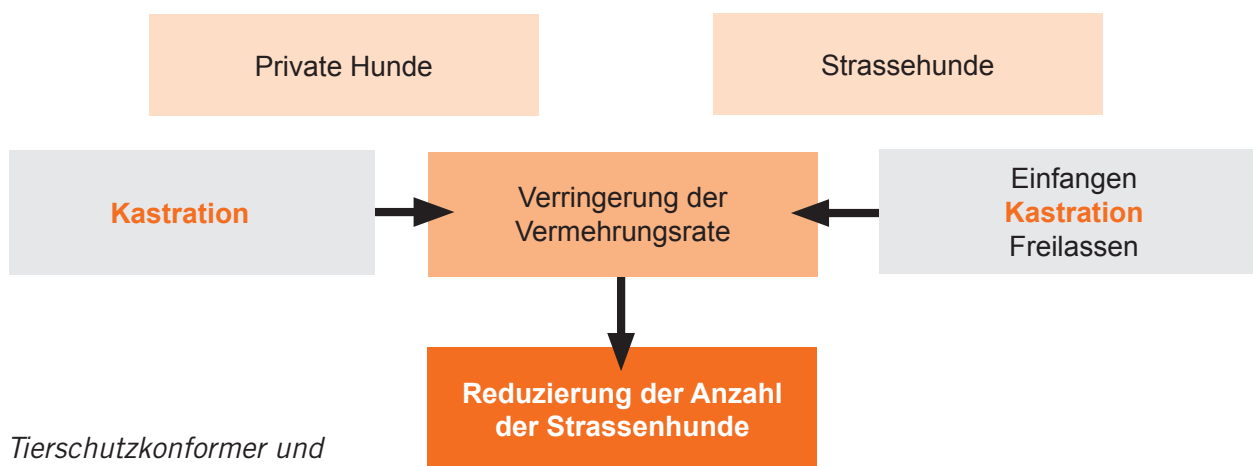 Private Hunde
Strassehunde
Kastration
Verringerung der
Vermehrungsrate
Einfangen
Kastration
Freilassen
Reduzierung der Anzahl
der Strassenhunde
Tierschutzkonformer und